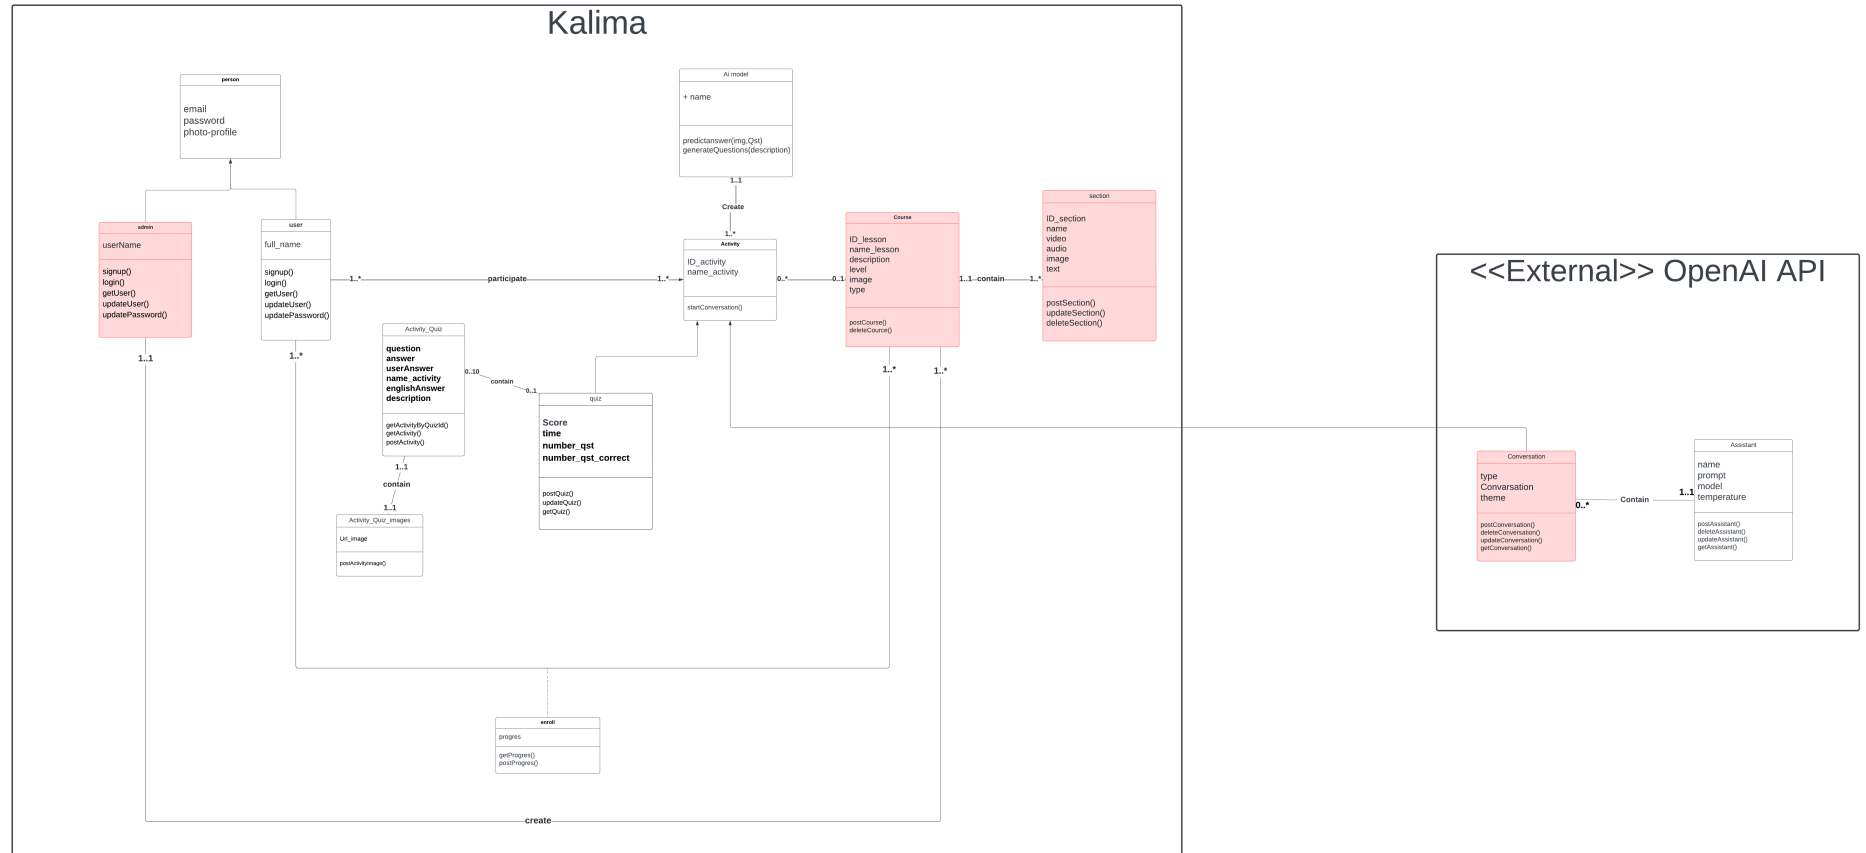 Kalima
person
email
password
photo-profile
Ai model
+ name
predictanswer(img,Qst)
generateQuestions(description)
1..1
Create
1..*
admin
userName
signup()
login()
getUser()
updateUser()
updatePassword()
user
full_name
signup()
login()
getUser()
updateUser()
updatePassword()
1..*
participate
1..*
Activity
ID_activity
name_activity
startConversation()
0..*
0..1
Course
ID_lesson
name_lesson
description
level
image
type
postCourse()
deleteCource()
1..1
contain
1..*
section
ID_section
name
video
audio
image
text
postSection()
updateSection()
deleteSection()
<<External>> OpenAI API
1..1
1..*
1..*
1..*
Activity_Quiz
question
answer
userAnswer
name_activity
englishAnswer
description
getActivityByQuizId()
getActivity()
postActivity()
0..10
contain
0..1
quiz
Score
time
number_qst
number_qst_correct
postQuiz()
updateQuiz()
getQuiz()
1..1
contain
1..1
Activity_Quiz_images
Url_image
postActivityImage()
Conversation
type
Convarsation
theme
postConversation()
deleteConversation()
updateConversation()
getConversation()
0..*
Contain
1..1
Assistant
name
prompt
model
temperature
postAssistant()
deleteAssistant()
updateAssistant()
getAssistant()
enroll
progres
getProgres()
postProgres()
create